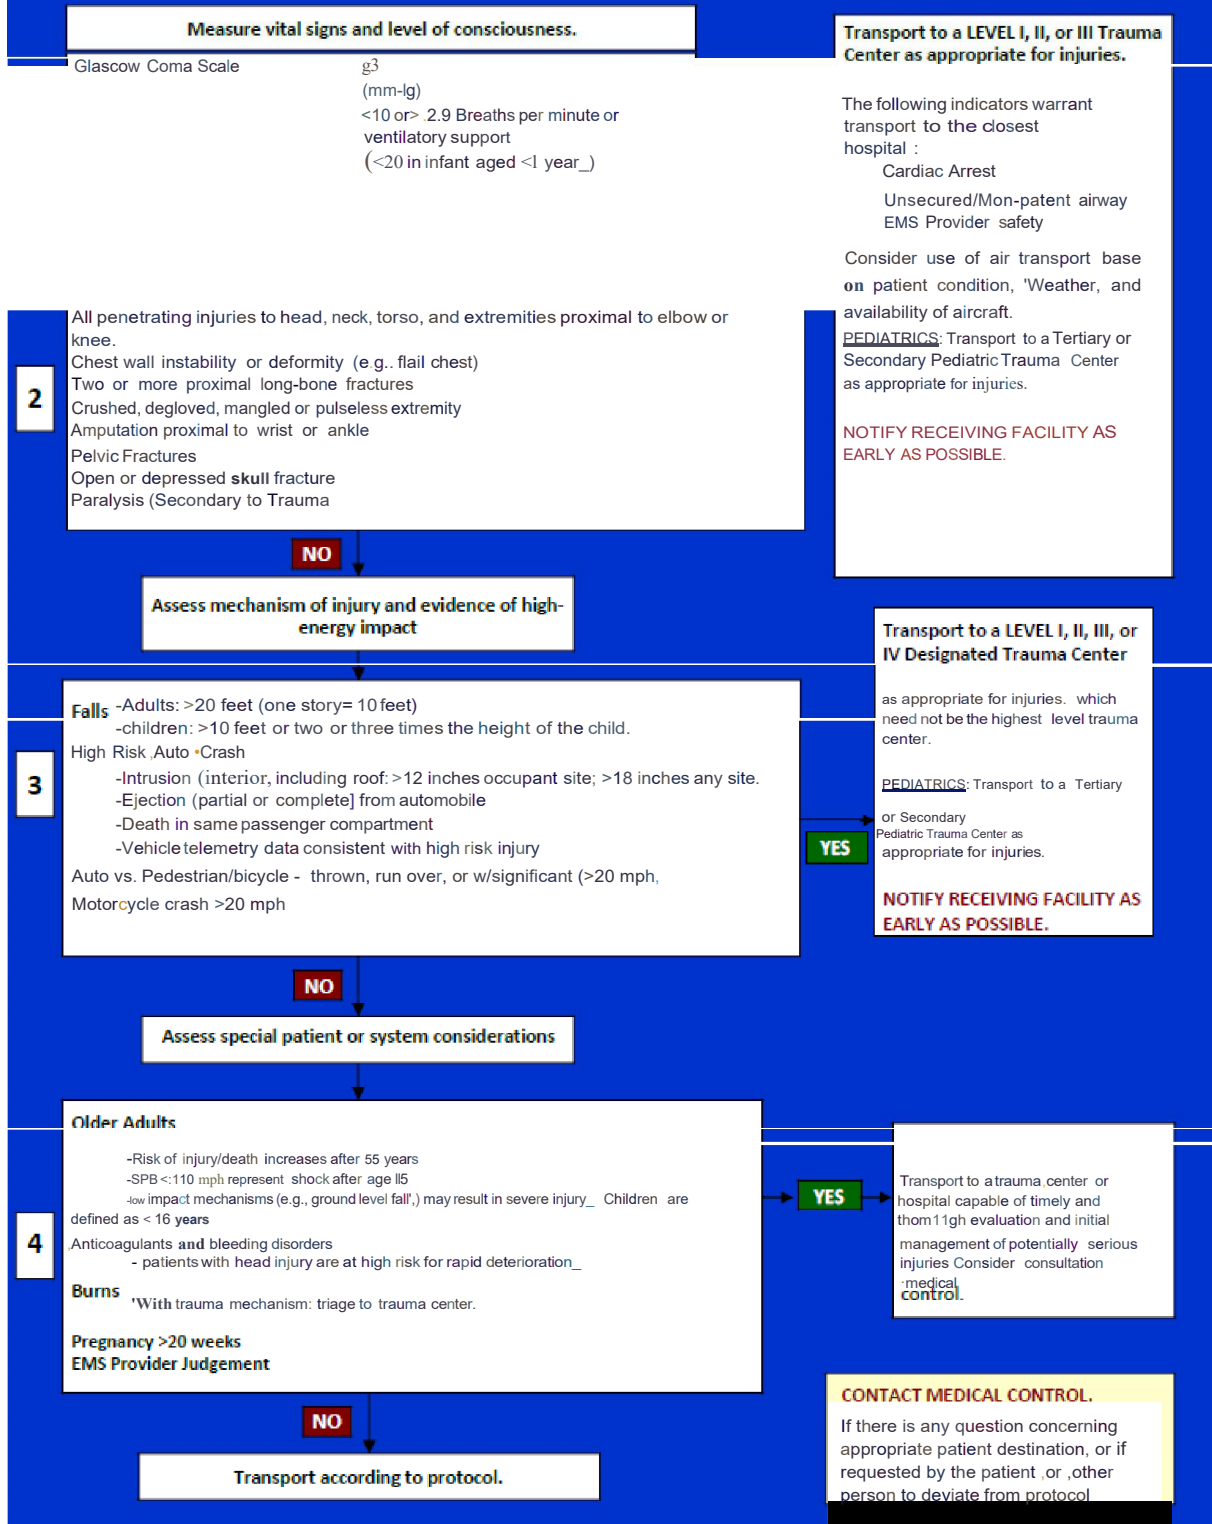 Measure vital signs and level of consciousness.
Glascow Coma Scale
g3
(mm-lg)
<10 or> .2.9 Breaths per minute or
ventilatory support
(<20 in infant aged <1 year_)
Transport to a LEVEL I, II, or III Trauma
Center as appropriate for injuries.
The following indicators warrant
transport to the closest
hospital :
Cardiac Arrest
Unsecured/Mon-patent airway
EMS Provider safety
Consider use of air transport base
on patient condition, 'Weather, and
availability of aircraft.
PEDIATRICS: Transport to a Tertiary or
Secondary Pediatric Trauma Center
as appropriate for injuries.
NOTIFY RECEIVING FACILITY AS
EARLY AS POSSIBLE.
2
All penetrating injuries to head, neck, torso, and extremities proximal to elbow or
knee.
Chest wall instability or deformity (e.g.. flail chest)
Two or more proximal long-bone fractures
Crushed, degloved, mangled or pulseless extremity
Amputation proximal to wrist or ankle
Pelvic Fractures
Open or depressed skull fracture
Paralysis (Secondary to Trauma
NO
Assess mechanism of injury and evidence of high-
energy impact
3
Falls -Adults: >20 feet (one story= 10 feet)
-children: >10 feet or two or three times the height of the child.
High Risk ,Auto •Crash
-Intrusion (interior, including roof: >12 inches occupant site; >18 inches any site.
-Ejection (partial or complete] from automobile
-Death in same passenger compartment
-Vehicle telemetry data consistent with high risk injury
Auto vs. Pedestrian/bicycle - thrown, run over, or w/significant (>20 mph,
Motorcycle crash >20 mph
YES
Transport to a LEVEL I, II, III, or
IV Designated Trauma Center
as appropriate for injuries. which
need not be the highest level trauma
center.
PEDIATRICS: Transport to a Tertiary
or Secondary
Pediatric Trauma Center as
appropriate for injuries.
NOTIFY RECEIVING FACILITY AS
EARLY AS POSSIBLE.
NO
Assess special patient or system considerations
4
Older Adults
-Risk of injury/death increases after 55 years
-SPB <:110 mph represent shock after age ll5
-low impact mechanisms (e.g., ground level fall',) may result in severe injury_ Children are
defined as < 16 years
,Anticoagulants and bleeding disorders
- patients with head injury are at high risk for rapid deterioration_
Burns 'With trauma mechanism: triage to trauma center.
Pregnancy >20 weeks
EMS Provider Judgement
YES
Transport to a trauma ,center or
hospital capable of timely and
thom11gh evaluation and initial
management of potentially serious
injuries Consider consultation
·medical
control.
NO
Transport according to protocol.
CONTACT MEDICAL CONTROL.
If there is any question concerning
appropriate patient destination, or if
requested by the patient ,or ,other
person to deviate from protocol